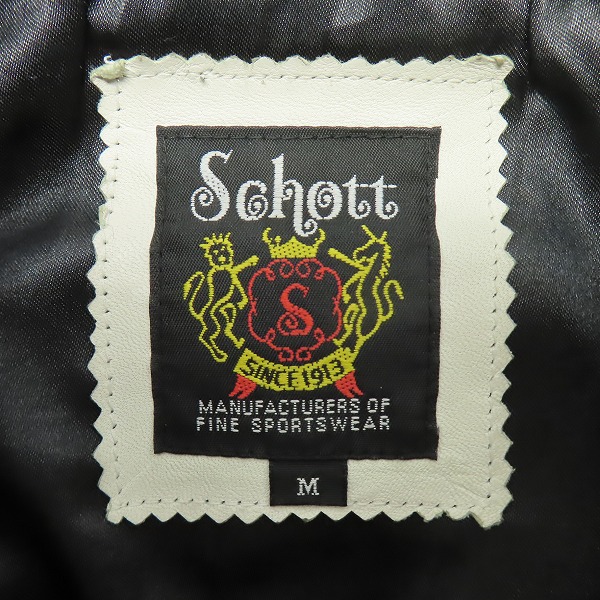 Schott
S
SINCE 1913
MANUFACTURERS OF
FINE SPORTSWEAR
M